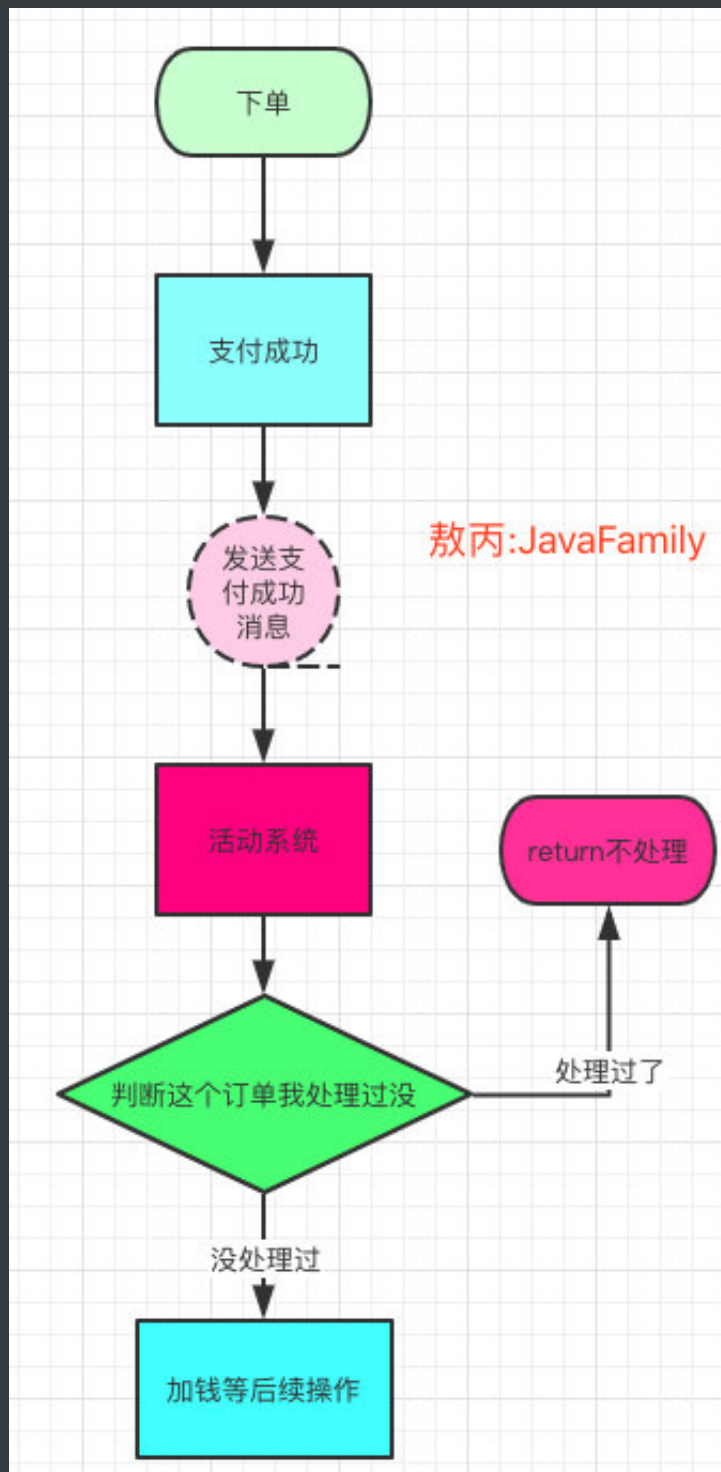 下单
支付成功
发送支
付成功
消息
敖丙:JavaFamily
活动系统
return不处理
判断这个订单我处理过没
处理过了
没处理过
加钱等后续操作